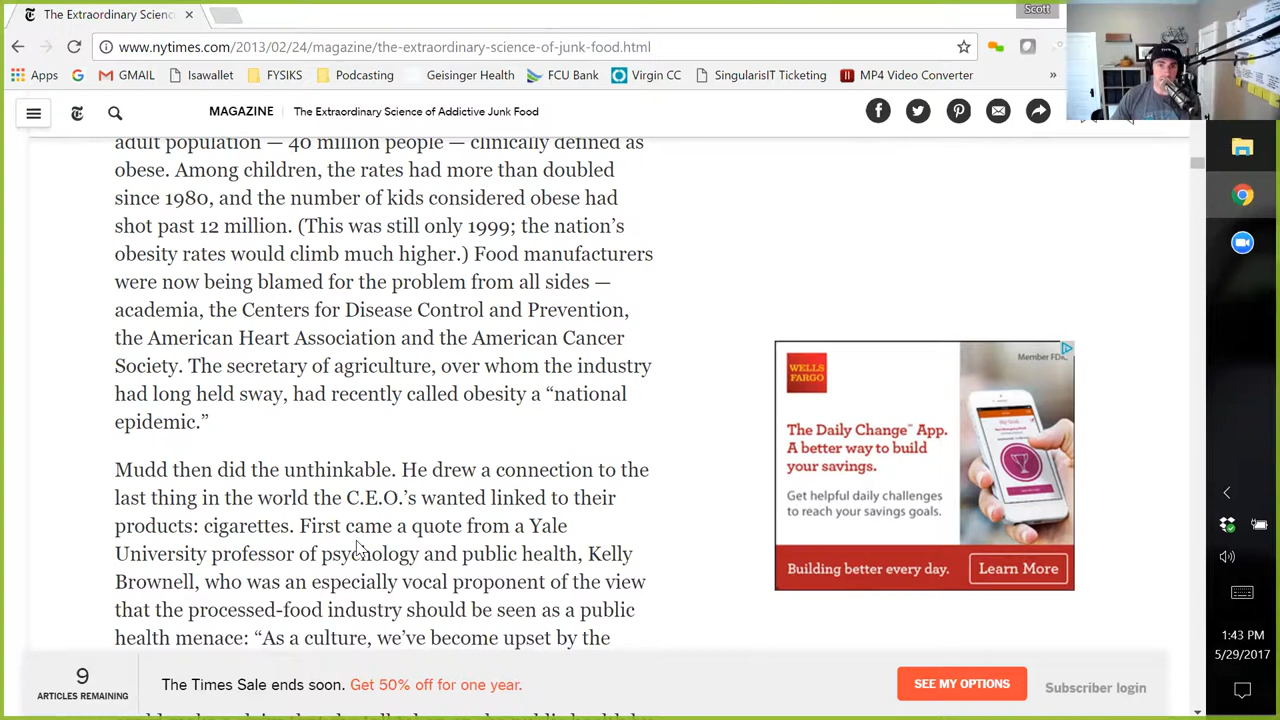 The Extraordinary Scienc
Scott
www.nytimes.com/2013/02/24/magazine/the-extraordinary-science-of-junk-food.html
Apps GMAIL Isawallet FYSIKS Podcasting Geisinger Health FCU Bank Virgin CC SingularisIT Ticketing MP4 Video Converter »
MAGAZINE The Extraordinary Science of Addictive Junk Food
adult population — 40 million people — clinically defined as
obese. Among children, the rates had more than doubled
since 1980, and the number of kids considered obese had
shot past 12 million. (This was still only 1999; the nation’s
obesity rates would climb much higher.) Food manufacturers
were now being blamed for the problem from all sides —
academia, the Centers for Disease Control and Prevention,
the American Heart Association and the American Cancer
Society. The secretary of agriculture, over whom the industry
had long held sway, had recently called obesity a “national
epidemic.”
Mudd then did the unthinkable. He drew a connection to the
last thing in the world the C.E.O.’s wanted linked to their
products: cigarettes. First came a quote from a Yale
University professor of psychology and public health, Kelly
Brownell, who was an especially vocal proponent of the view
that the processed-food industry should be seen as a public
health menace: “As a culture, we’ve become upset by the
WELLS
FARGO
Member FDIC
The Daily Change™ App.
A better way to build
your savings.
Get helpful daily challenges
to reach your savings goals.
Building better every day.
Learn More
9
ARTICLES REMAINING
The Times Sale ends soon. Get 50% off for one year.
SEE MY OPTIONS
Subscriber login
1:43 PM
5/29/2017